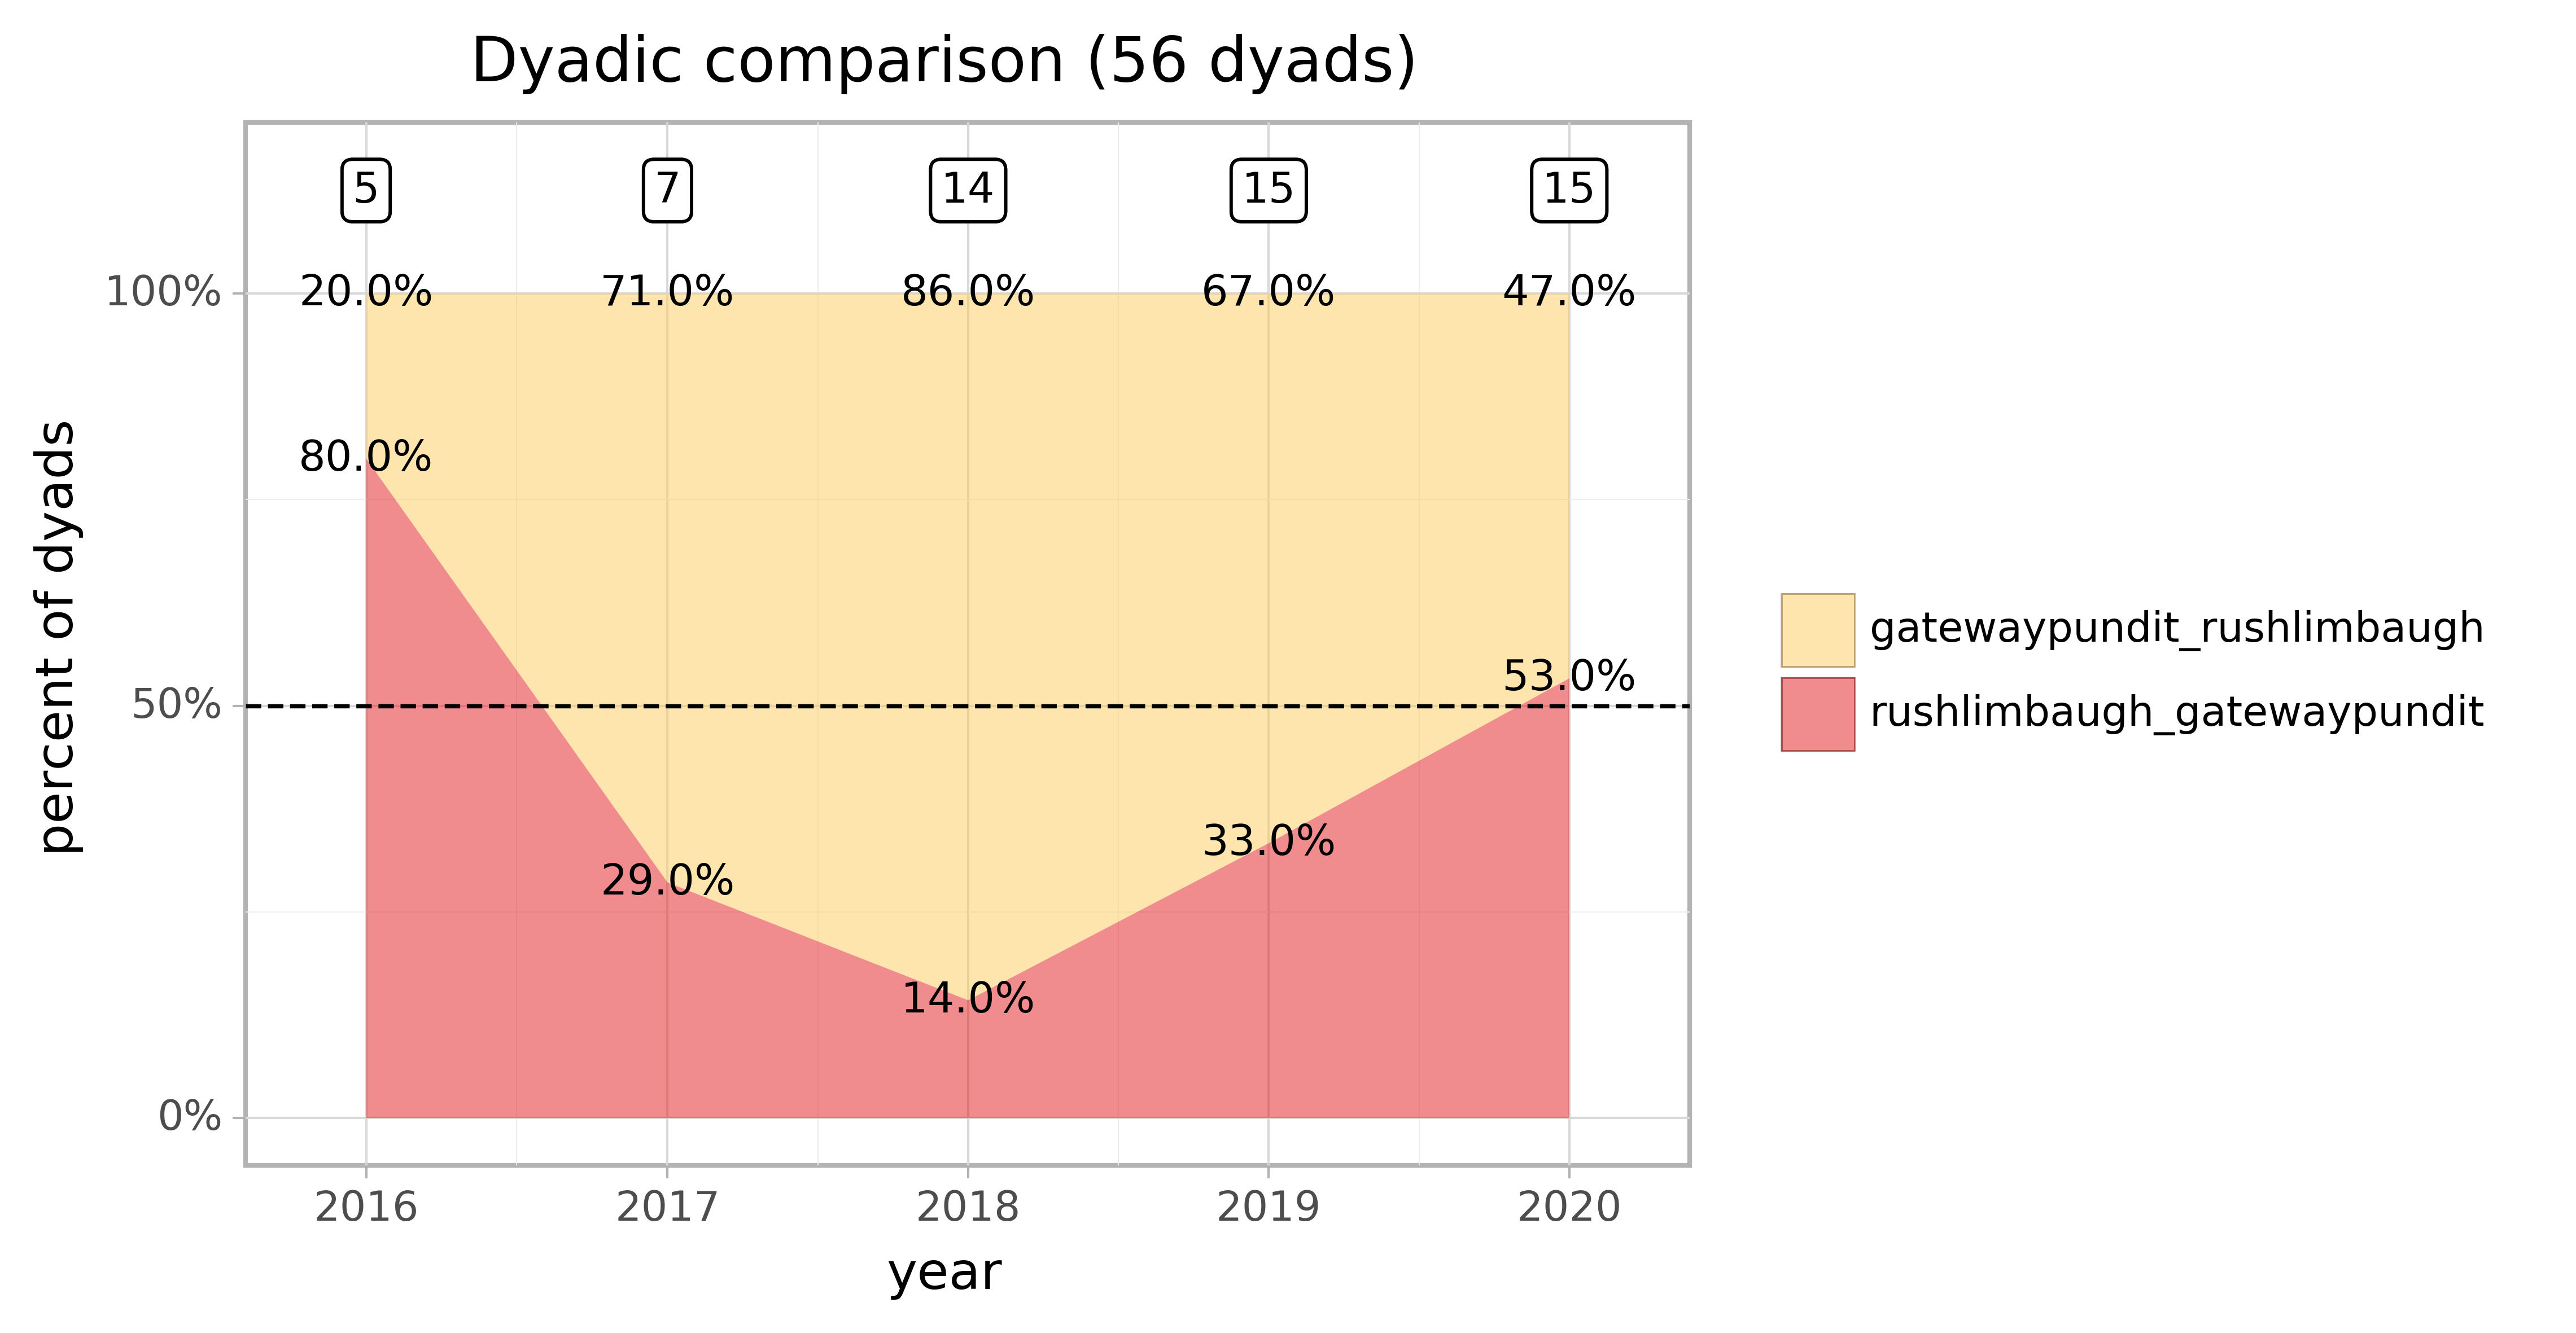 Dyadic comparison (56 dyads)
5 7 14 15 15
100% 20.0% 71.0% 86.0% 67.0% 47.0%
80.0%
percent of dyads
gatewaypundit_rushlimbaugh
53.0%
50%
rushlimbaugh_gatewaypundit
33.0%
29.0%
14.0%
0%
2016 2017 2018 2019 2020
year